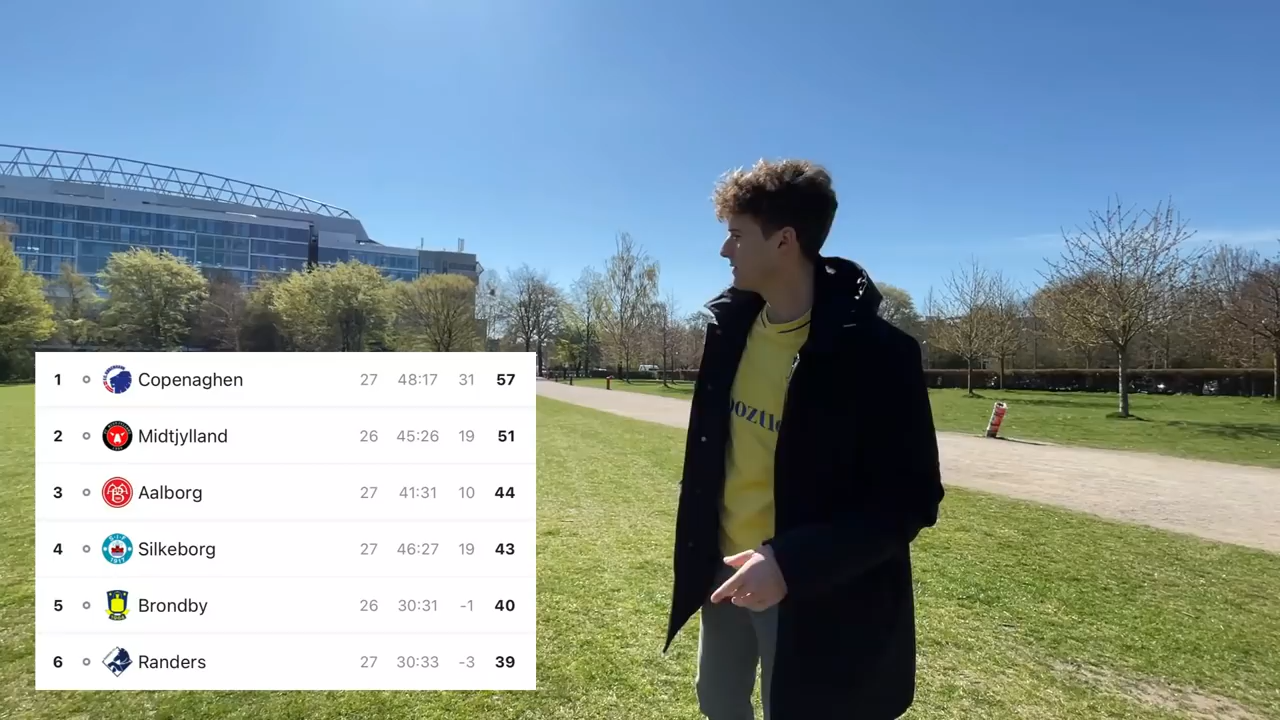 1 Copenaghen 27 48:17 31 57
2 Midtjylland 26 45:26 19 51
3 Aalborg 27 41:31 10 44
4 Silkeborg 27 46:27 19 43
5 Brondby 26 30:31 -1 40
6 Randers 27 30:33 -3 39